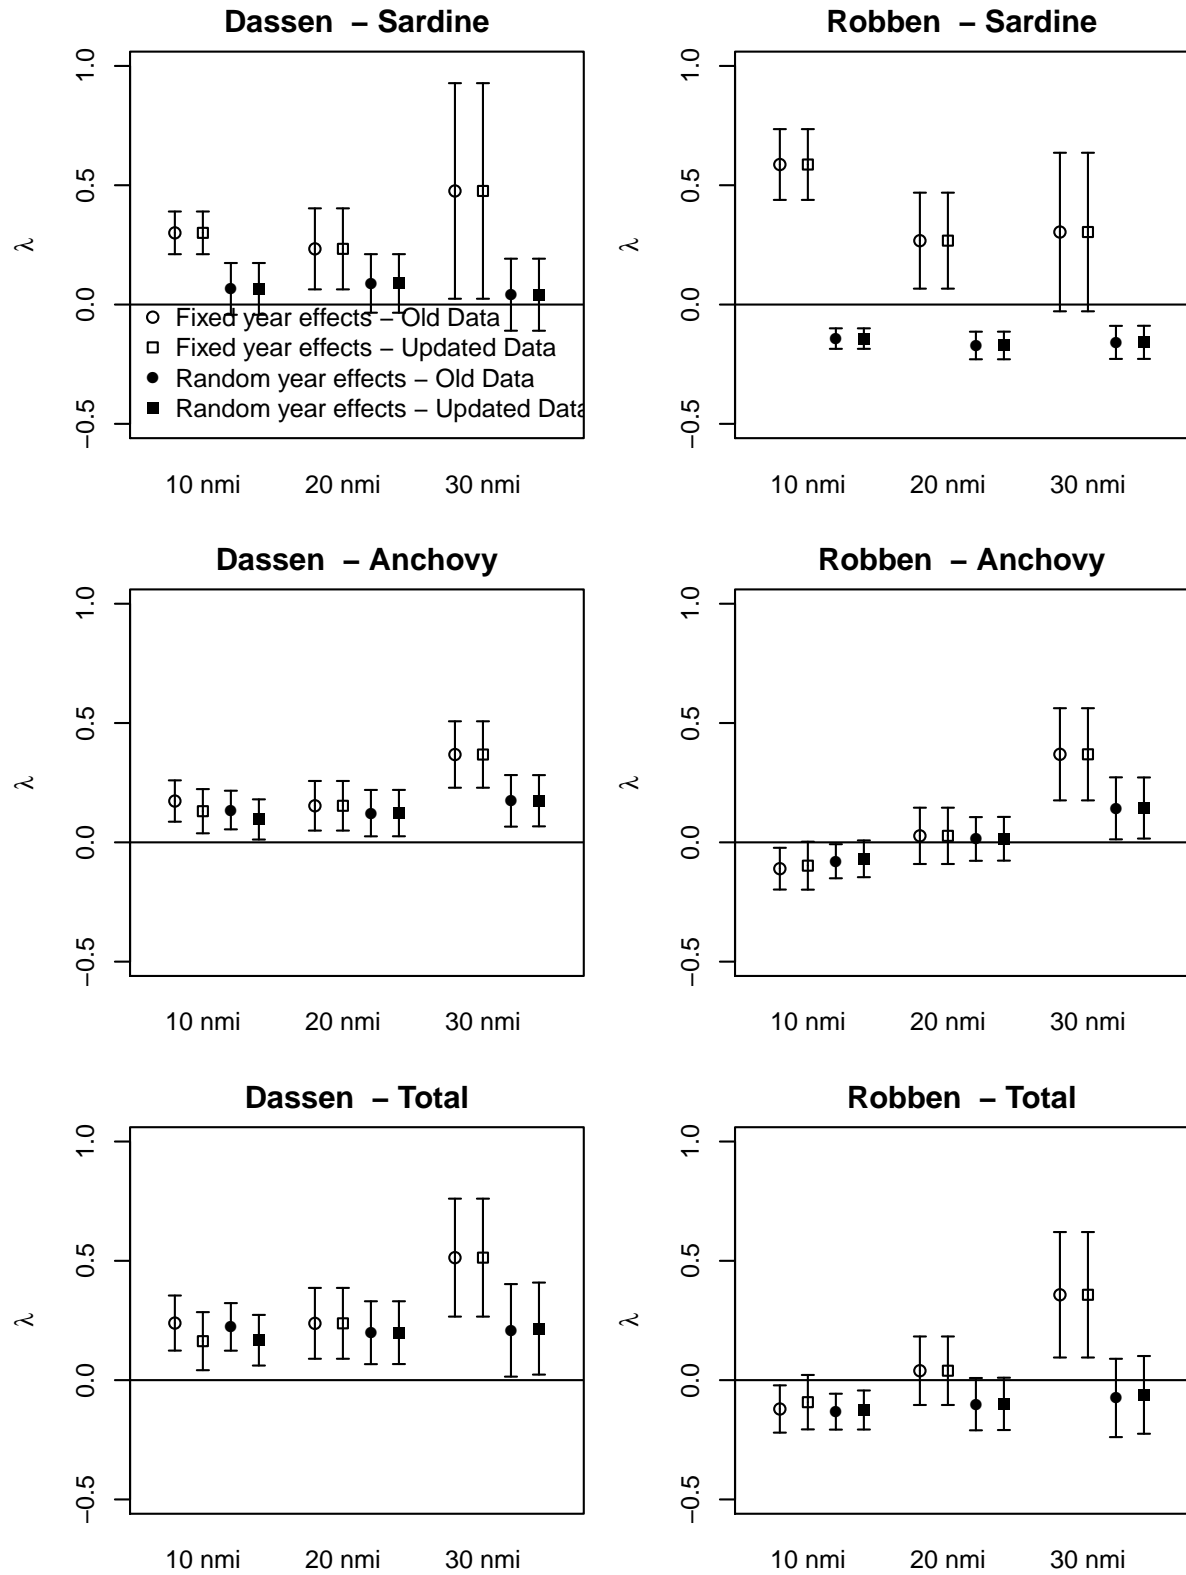 Dassen – Sardine
λ
1.0
0.5
0.0
−0.5
Fixed year effects – Old Data
Fixed year effects – Updated Data
Random year effects – Old Data
Random year effects – Updated Data
10 nmi 20 nmi 30 nmi
Robben – Sardine
λ
1.0
0.5
0.0
−0.5
10 nmi 20 nmi 30 nmi
Dassen – Anchovy
λ
1.0
0.5
0.0
−0.5
10 nmi 20 nmi 30 nmi
Robben – Anchovy
λ
1.0
0.5
0.0
−0.5
10 nmi 20 nmi 30 nmi
Dassen – Total
λ
1.0
0.5
0.0
−0.5
10 nmi 20 nmi 30 nmi
Robben – Total
λ
1.0
0.5
0.0
−0.5
10 nmi 20 nmi 30 nmi